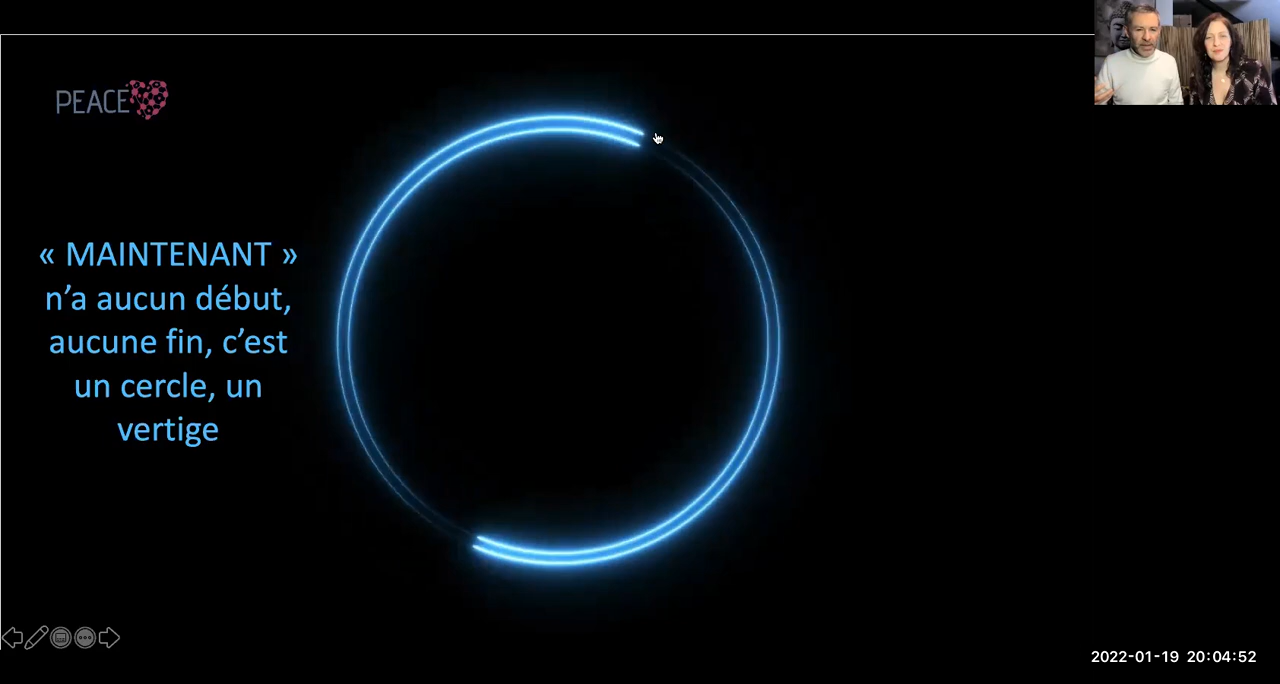 PEACE
« MAINTENANT »
n’a aucun début,
aucune fin, c’est
un cercle, un
vertige
2022-01-19 20:04:52